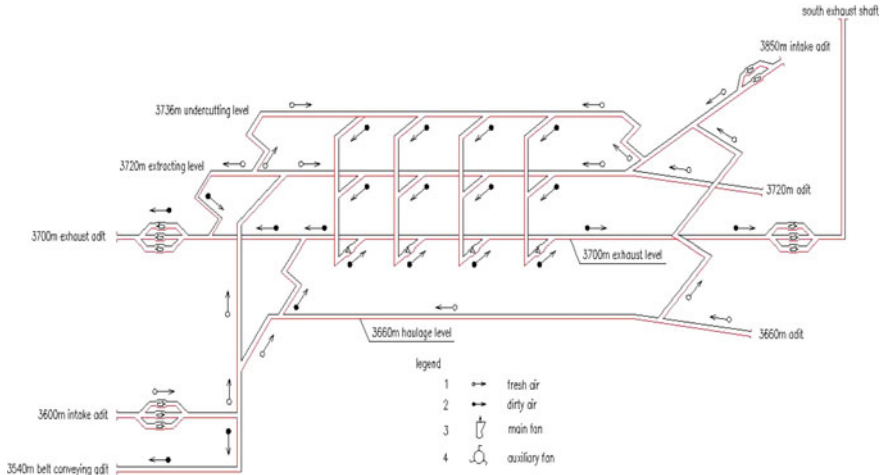 south exhaust shaft
3850m intake adit
3736m undercutting level
3720m extracting level
3720m adit
3700m exhaust adit
3700m exhaust level
3660m adit
3660m haulage level
legend
1 fresh air
2 dirty air
3 main fan
4 auxiliary fan
3600m intake adit
3540m belt conveying adit